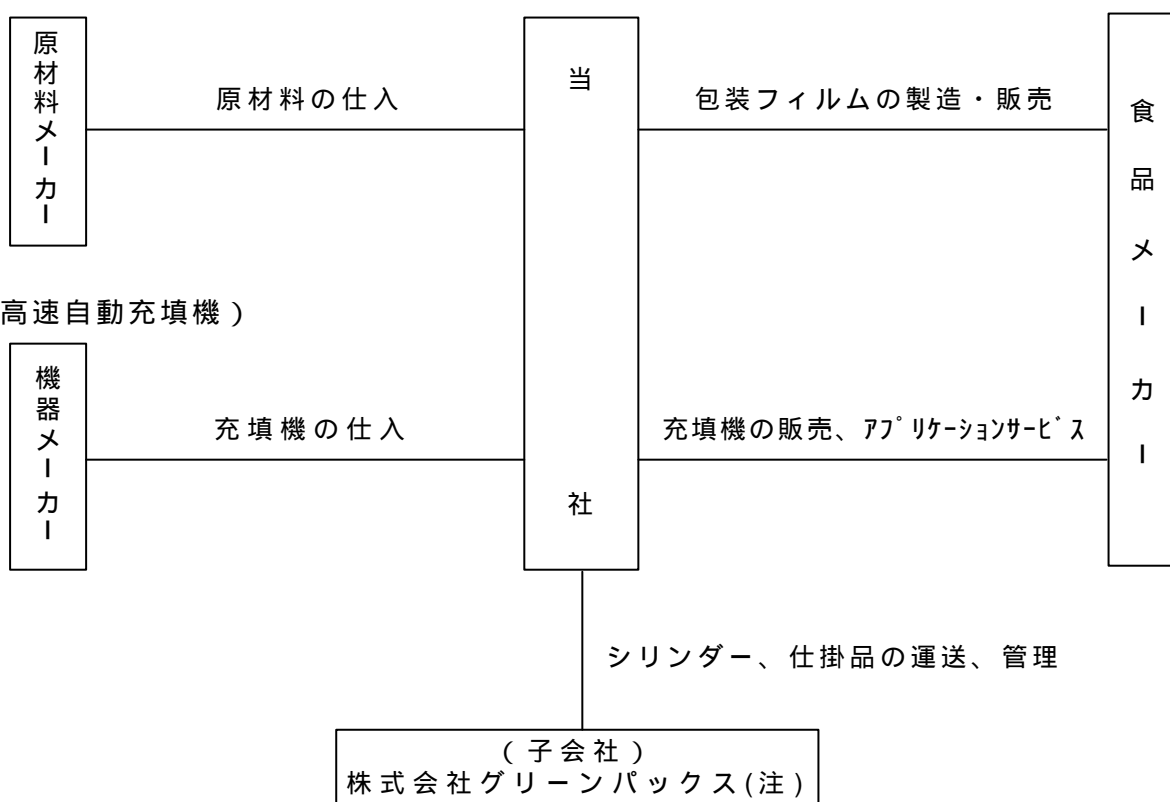 原材料メーカー
原材料の仕入
当社
包装フィルムの製造・販売
食品メーカー
高速自動充填機)
機器メーカー
充填機の仕入
充填機の販売、アプリケーションサービス
シリンダー、仕掛品の運送、管理
(子会社)
株式会社グリーンパックス(注)